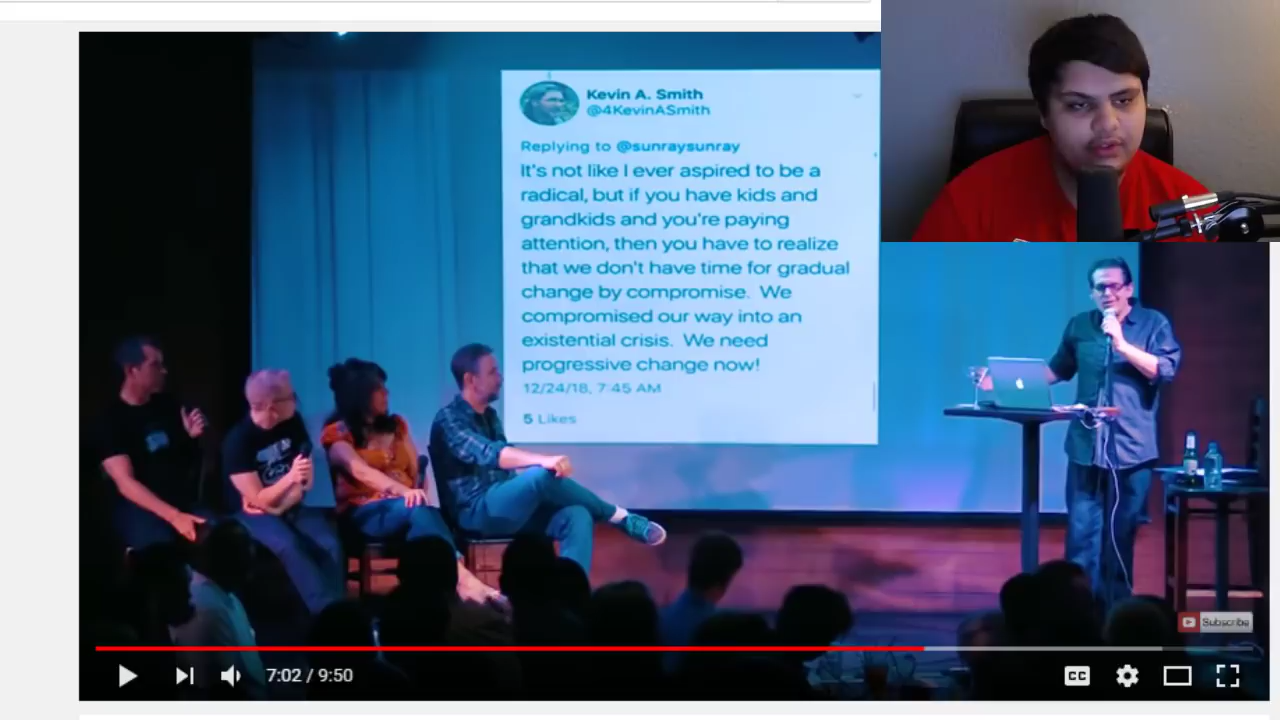 Kevin A. Smith
@4KevinASmith
Replying to @sunraysunray
It's not like I ever aspired to be a
radical, but if you have kids and
grandkids and you're paying
attention, then you have to realize
that we don't have time for gradual
change by compromise. We
compromised our way into an
existential crisis. We need
progressive change now!
12/24/18, 7:45 AM
5 Likes
Subscribe
7:02 / 9:50
CC